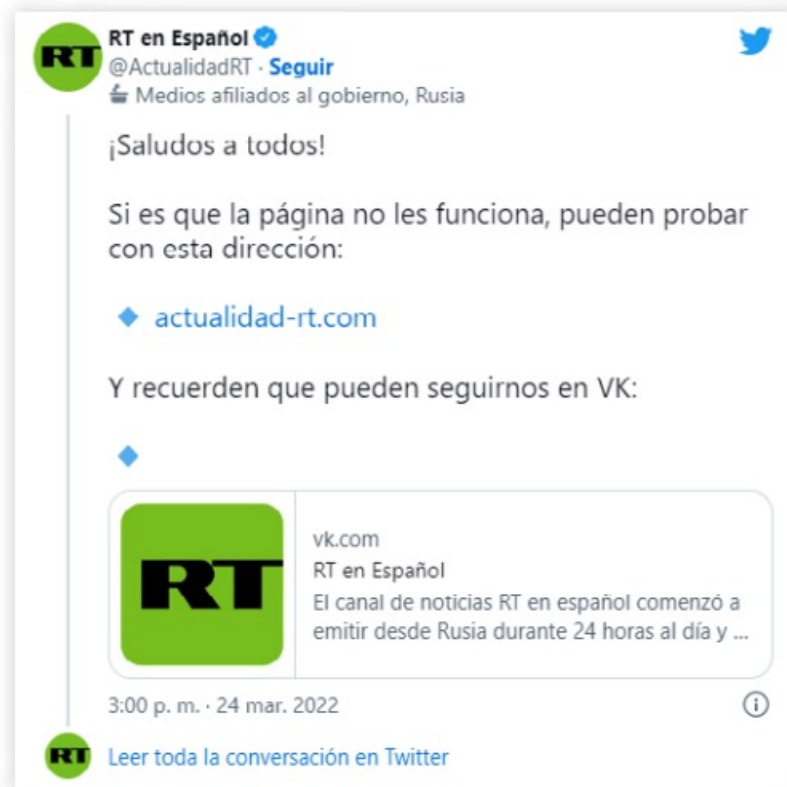 RT
RT en Español
@ActualidadRT · Seguir
Medios afiliados al gobierno, Rusia
¡Saludos a todos!
Si es que la página no les funciona, pueden probar
con esta dirección:
actualidad-rt.com
Y recuerden que pueden seguirnos en VK:
RT
vk.com
RT en Español
El canal de noticias RT en español comenzó a
emitir desde Rusia durante 24 horas al día y ...
3:00 p. m. · 24 mar. 2022
RT
Leer toda la conversación en Twitter